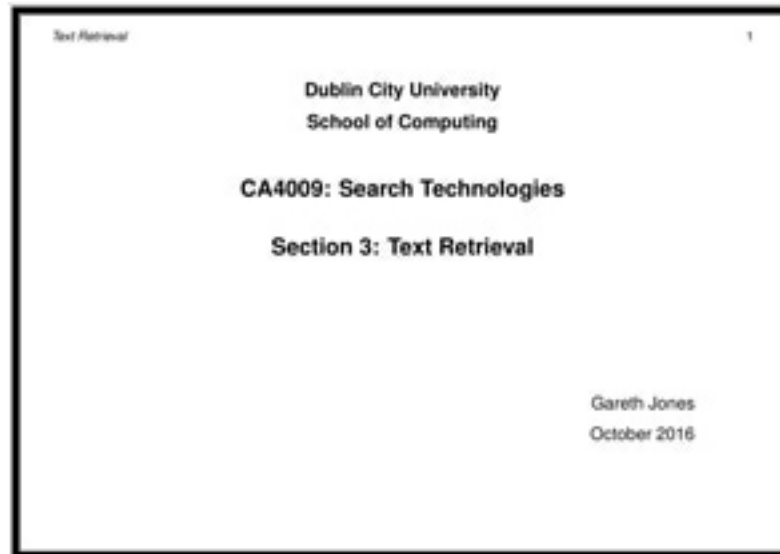 Text Retrieval 1
Dublin City University
School of Computing
CA4009: Search Technologies
Section 3: Text Retrieval
Gareth Jones
October 2016